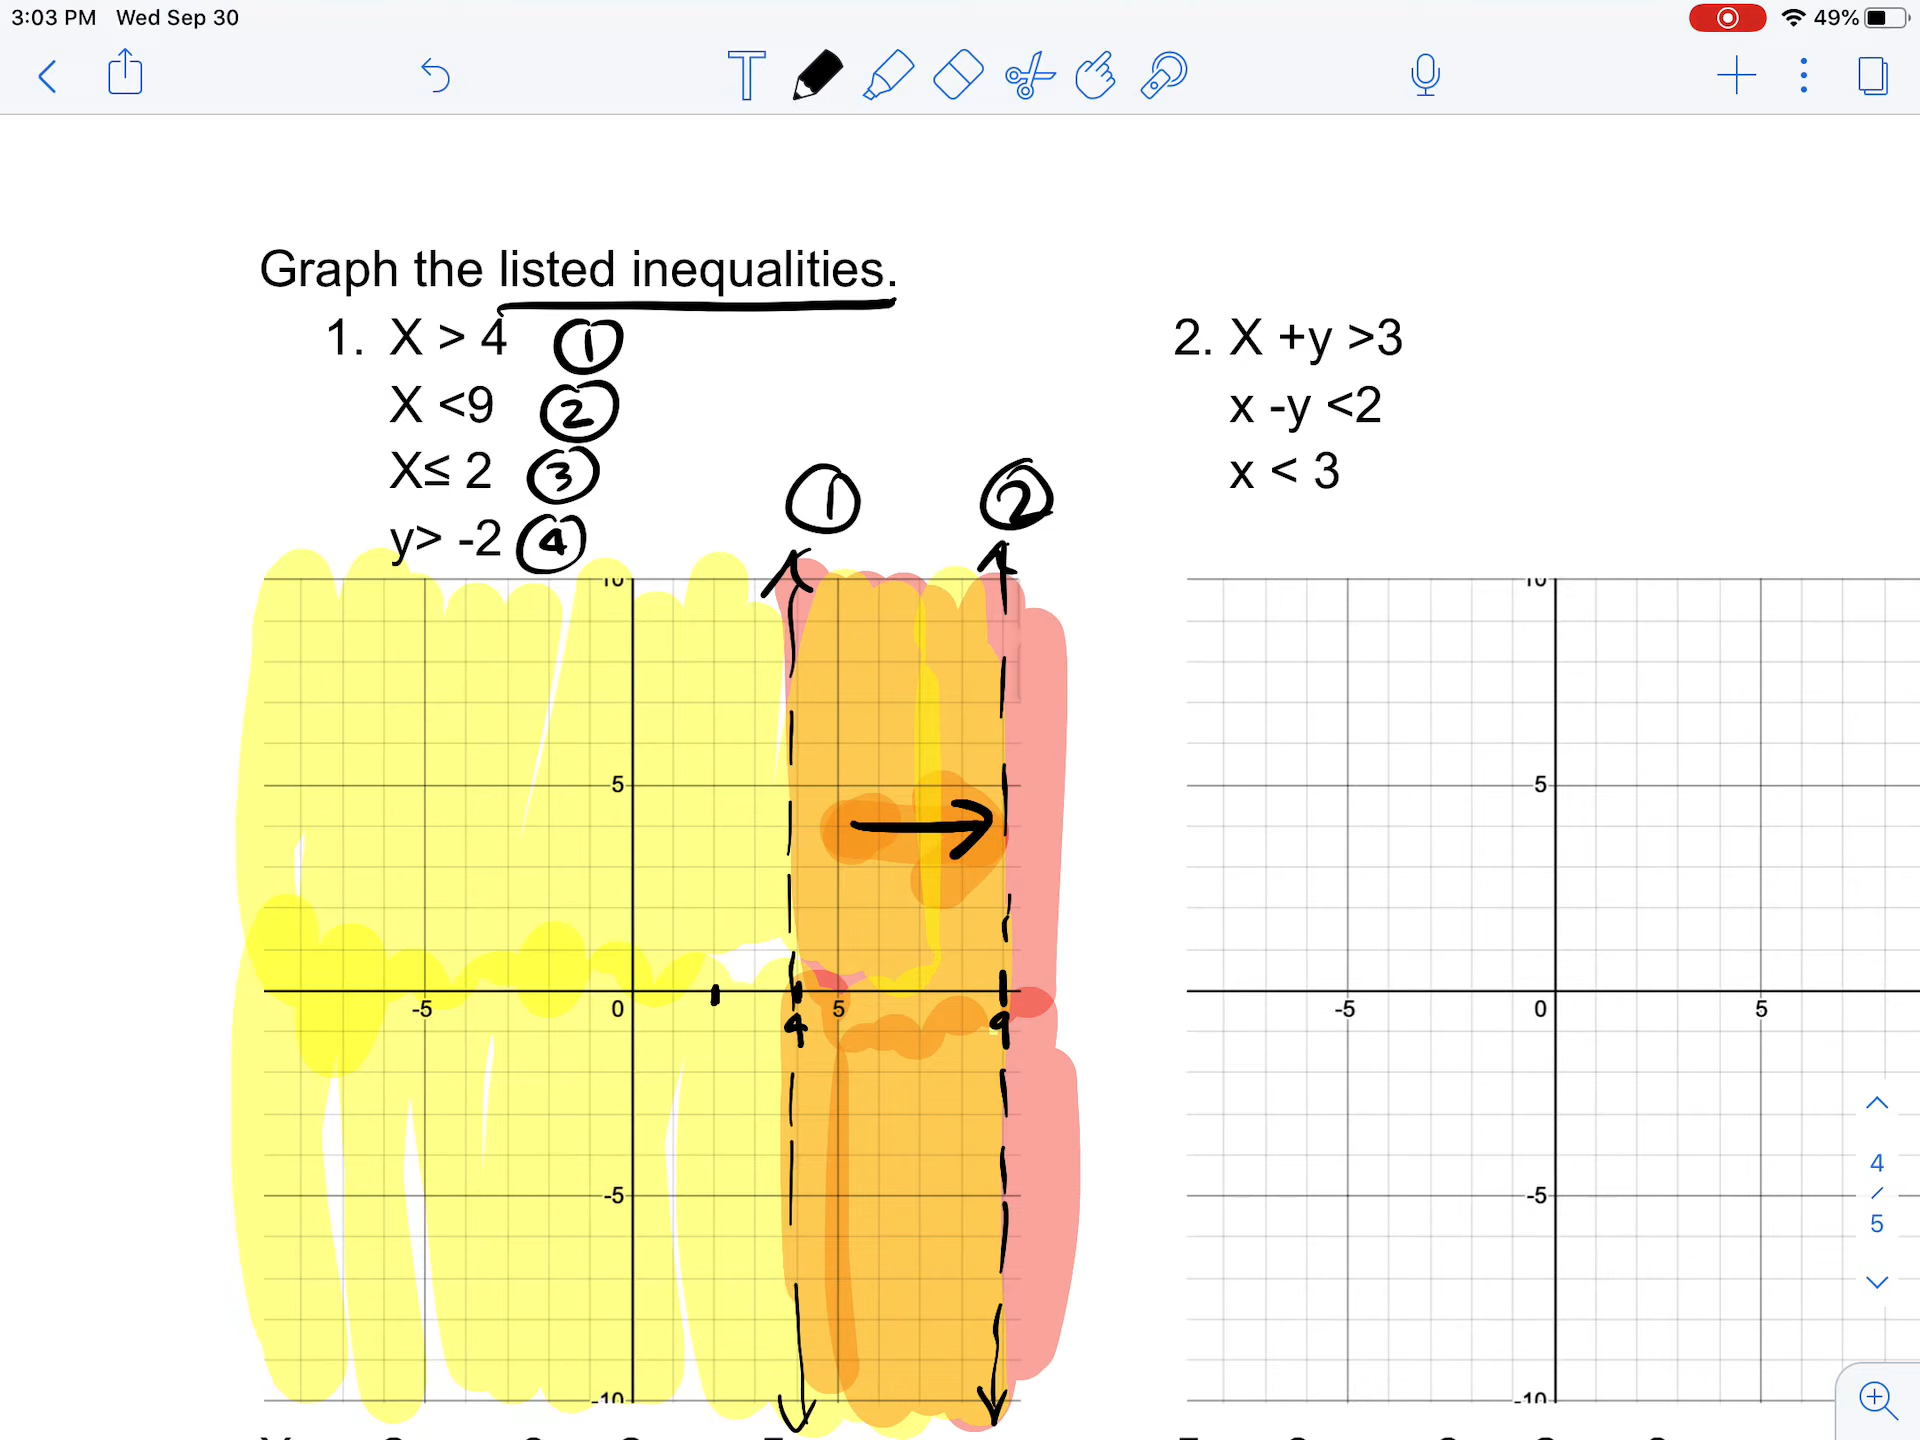 3:03 PM Wed Sep 30
49%
T
Graph the listed inequalities.
1. X > 4 ①
X <9 ②
X≤ 2 ③
y> -2 ④
2. X +y >3
x -y <2
x < 3
① ②
10
5
-5 0 4 5 9
-5
-10
10
5
-5 0 5
-5
-10
4
/
5